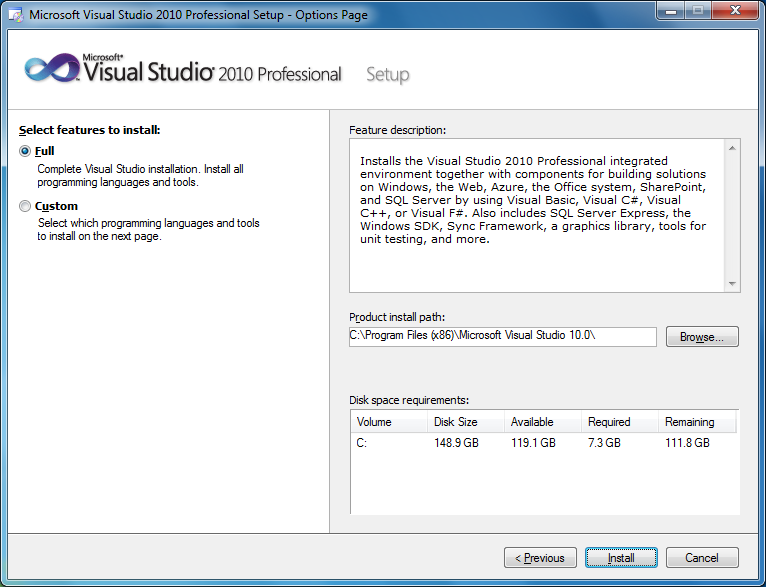 Microsoft Visual Studio 2010 Professional Setup - Options Page
Microsoft®
Visual Studio® 2010 Professional Setup
Select features to install:
Full
Complete Visual Studio installation. Install all
programming languages and tools.
Custom
Select which programming languages and tools
to install on the next page.
Feature description:
Installs the Visual Studio 2010 Professional integrated
environment together with components for building solutions
on Windows, the Web, Azure, the Office system, SharePoint,
and SQL Server by using Visual Basic, Visual C#, Visual
C++, or Visual F#. Also includes SQL Server Express, the
Windows SDK, Sync Framework, a graphics library, tools for
unit testing, and more.
Product install path:
C:\Program Files (x86)\Microsoft Visual Studio 10.0\
Browse...
Disk space requirements:
Volume Disk Size Available Required Remaining
C: 148.9 GB 119.1 GB 7.3 GB 111.8 GB
< Previous Install Cancel